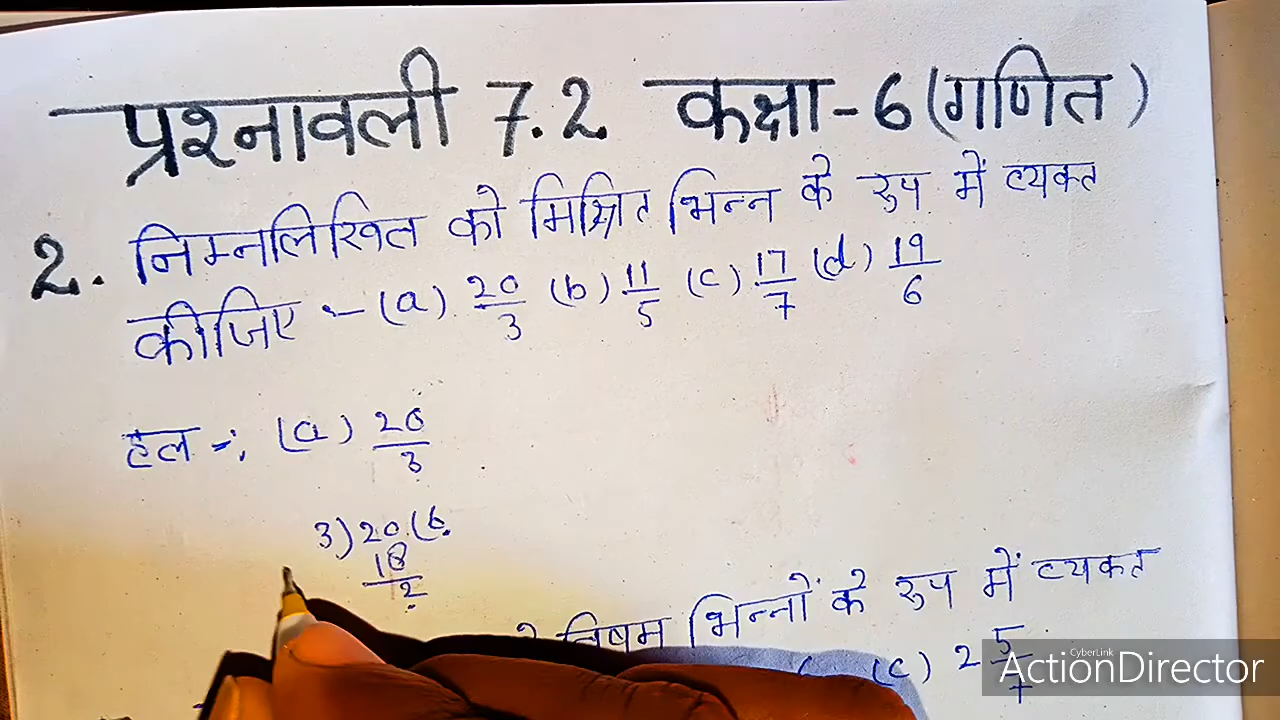 प्रश्नावली 7.2 कक्षा-6 (गणित)
2. निम्नलिखित को मिश्रित भिन्न के रूप में व्यक्त
कीजिए :- (a) 20/3 (b) 11/5 (c) 17/7 (d) 19/6
हल :- (a) 20/3
3) 20 (6
18
2
विषम भिन्नों के रूप में व्यक्त
(c) 2 5/7
CyberLink
ActionDirector